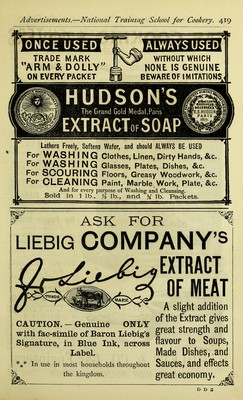 Advertisements.—National Training School for Cookery. 419
ONCE USED
ALWAYS USED
TRADE MARK
"ARM & DOLLY"
ON EVERY PACKET
WITHOUT WHICH
NONE IS GENUINE
BEWARE OF IMITATIONS
HUDSON'S
The Grand Gold Medal, Paris
EXTRACT OF SOAP
Lathers Freely, Softens Water, and should ALWAYS BE USED
For WASHING Clothes, Linen, Dirty Hands, &c.
For WASHING Glasses, Plates, Dishes, &c.
For SCOURING Floors, Greasy Woodwork, &c.
For CLEANING Paint, Marble Work, Plate, &c.
And for every purpose of Washing and Cleansing.
Sold in 1 lb., ½ lb., and ¼ lb. Packets.
ASK FOR
LIEBIG COMPANY'S
J v Liebig
TRADE MARK
EXTRACT
OF MEAT
CAUTION.—Genuine ONLY
with fac-simile of Baron Liebig's
Signature, in Blue Ink, across
Label.
*** In use in most households throughout
the kingdom.
A slight addition
of the Extract gives
great strength and
flavour to Soups,
Made Dishes, and
Sauces, and effects
great economy.
D D 2